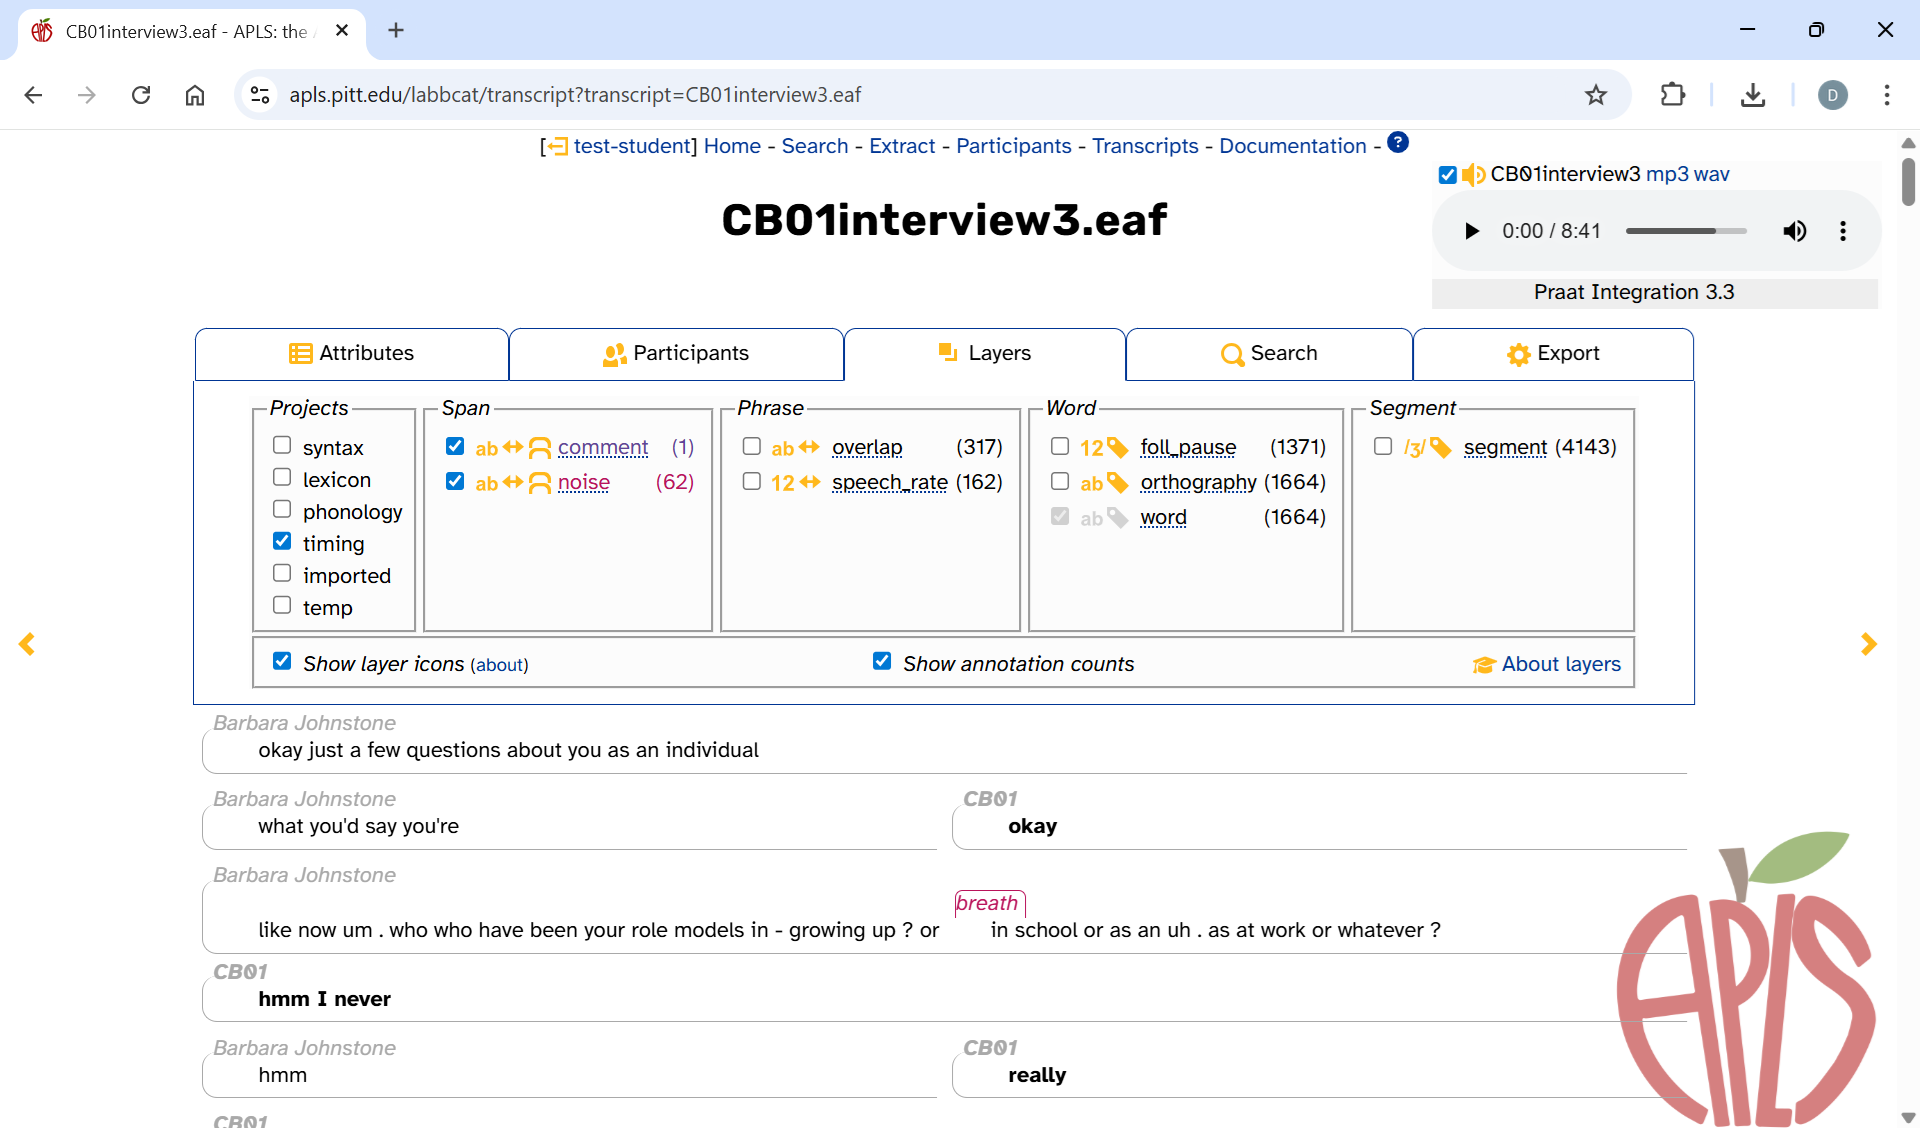 CB01interview3.eaf - APLS: the
apls.pitt.edu/labbcat/transcript?transcript=CB01interview3.eaf
D
[test-student] Home - Search - Extract - Participants - Transcripts - Documentation - ?
CB01interview3 mp3 wav
0:00 / 8:41
Praat Integration 3.3
CB01interview3.eaf
Attributes Participants Layers Search Export
Projects
syntax
lexicon
phonology
timing
imported
temp
Span
ab comment (1)
ab noise (62)
Phrase
ab overlap (317)
12 speech_rate (162)
Word
12 foll_pause (1371)
ab orthography (1664)
ab word (1664)
Segment
/ʒ/ segment (4143)
Show layer icons (about) Show annotation counts About layers
Barbara Johnstone
okay just a few questions about you as an individual
Barbara Johnstone CB01
what you'd say you're okay
Barbara Johnstone
breath
like now um . who who have been your role models in - growing up ? or in school or as an uh . as at work or whatever ?
CB01
hmm I never
Barbara Johnstone CB01
hmm really
CB01
APLS